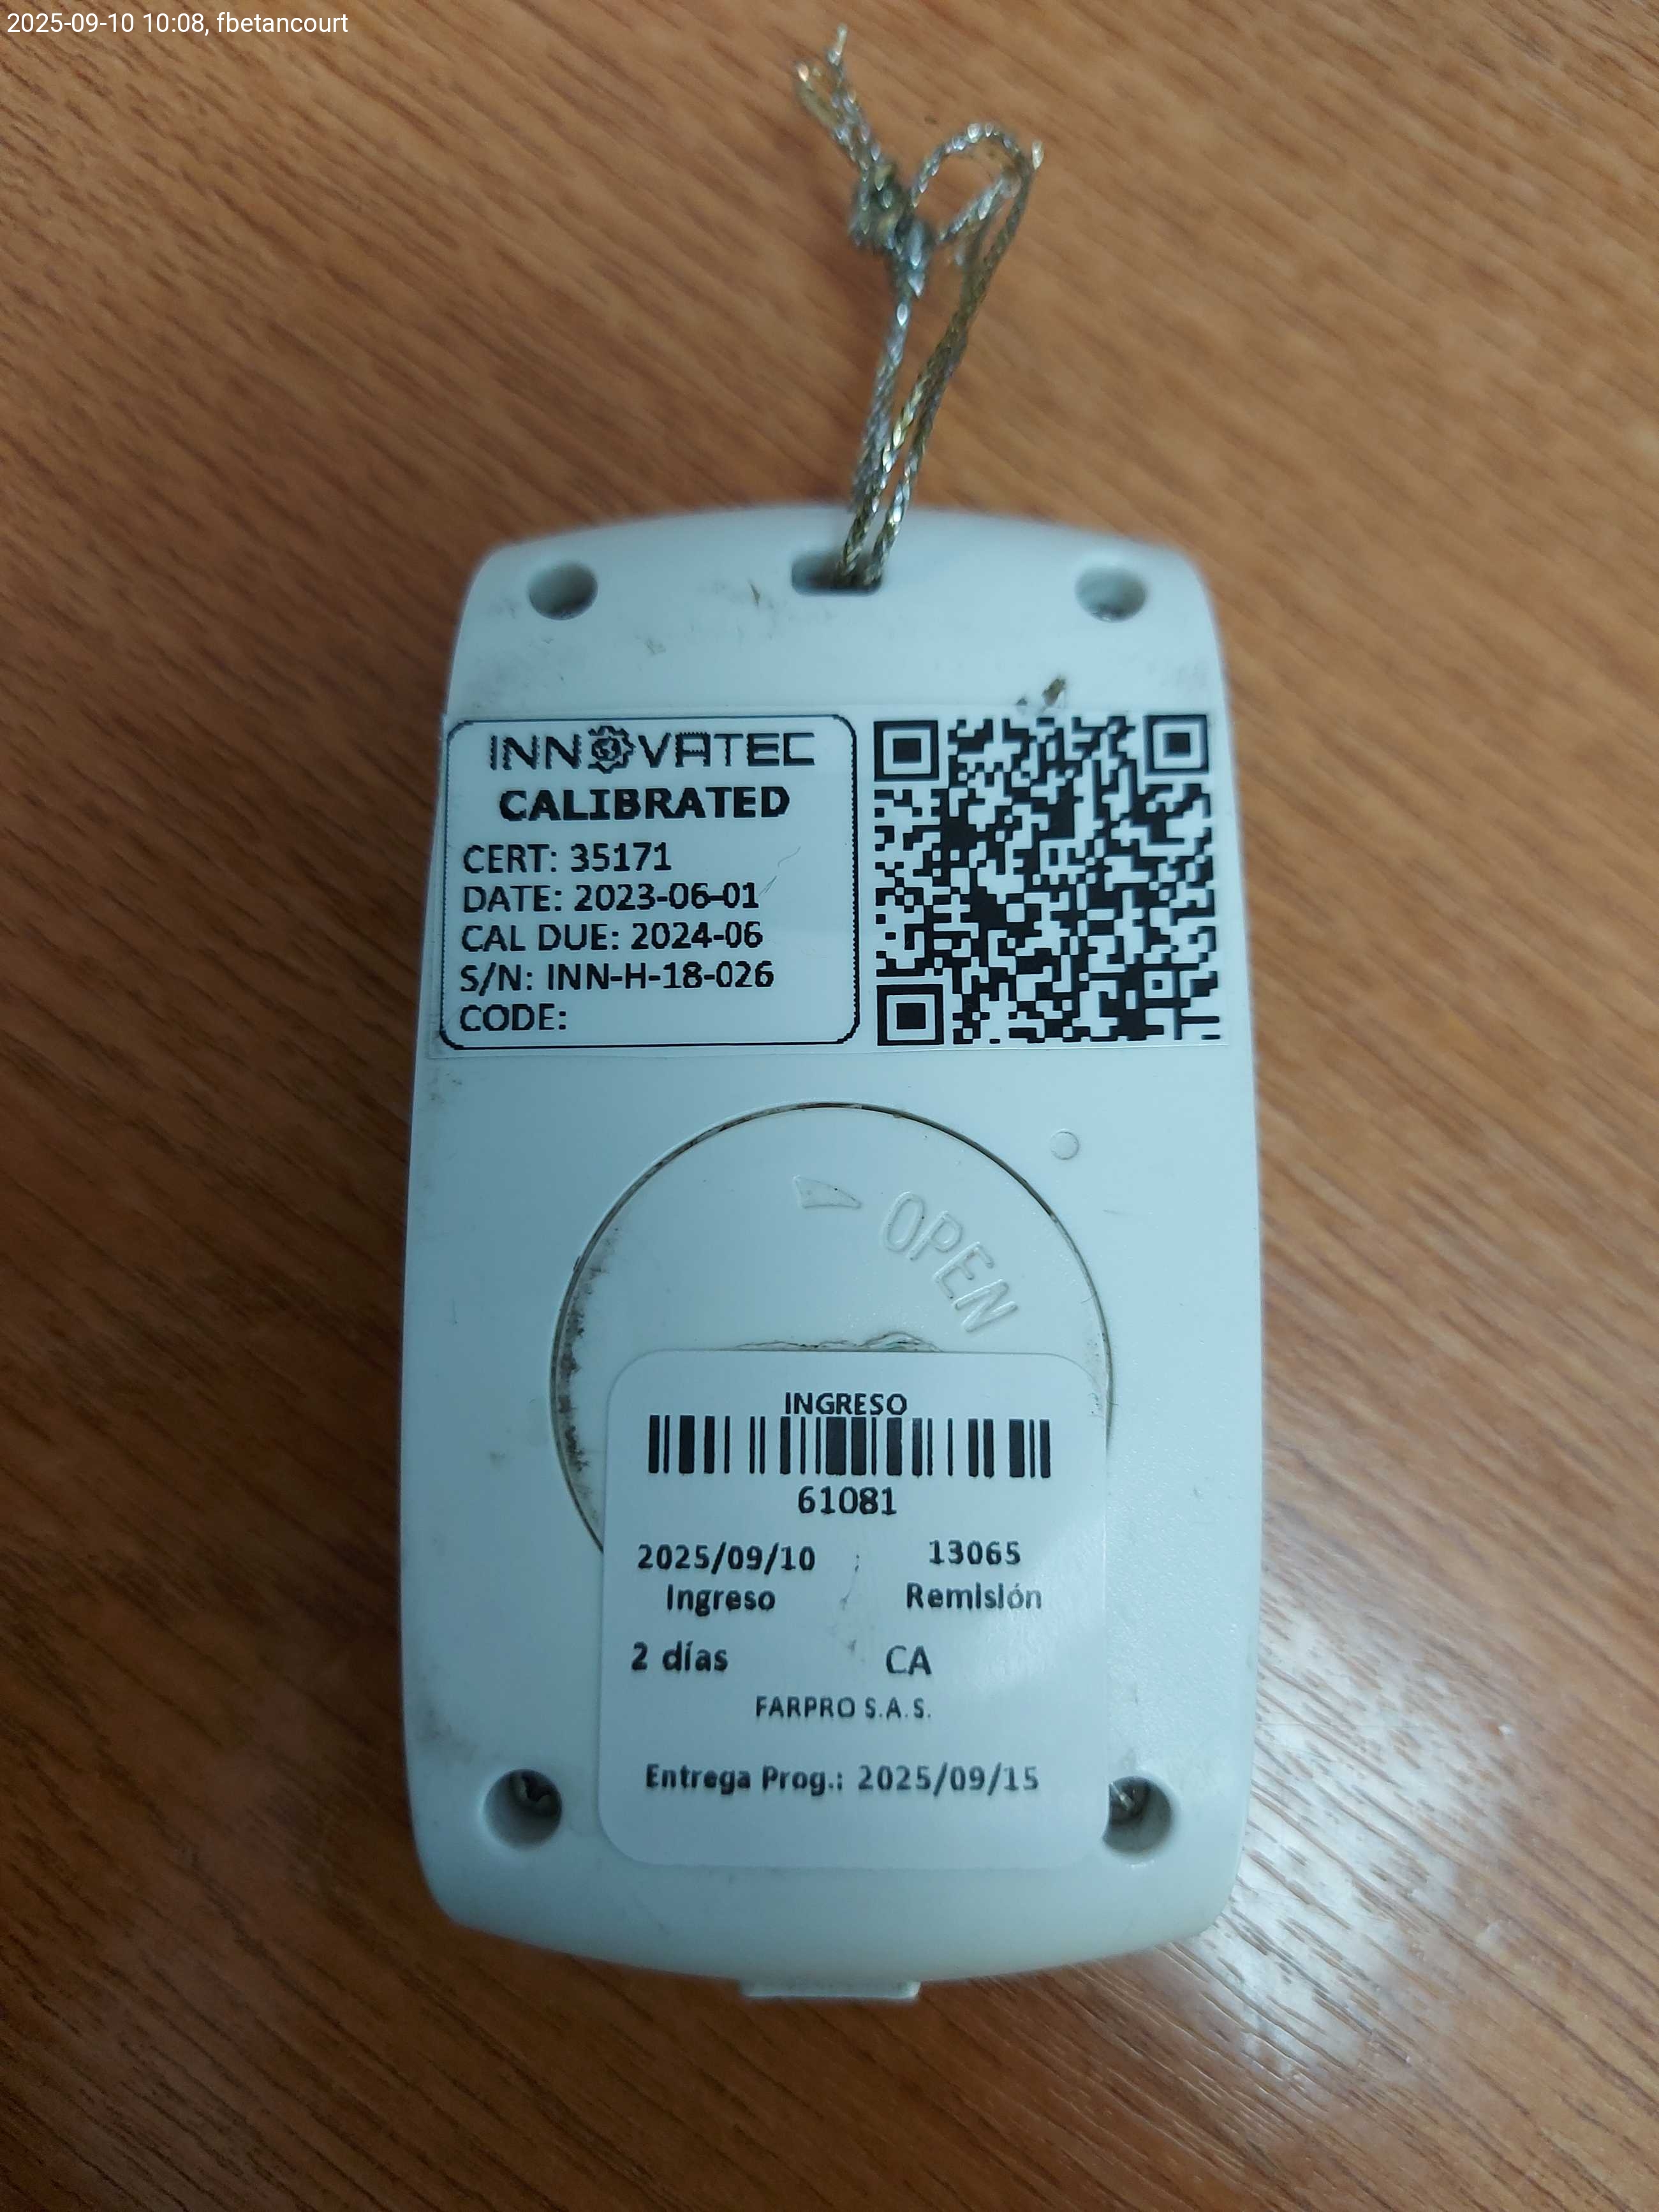 2025-09-10 10:08, fbetancourt
INNOVATEC
CALIBRATED
CERT: 35171
DATE: 2023-06-01
CAL DUE: 2024-06
S/N: INN-H-18-026
CODE:
OPEN
INGRESO
61081
2025/09/10 13065
Ingreso Remisión
2 días CA
FARPRO S.A.S.
Entrega Prog.: 2025/09/15